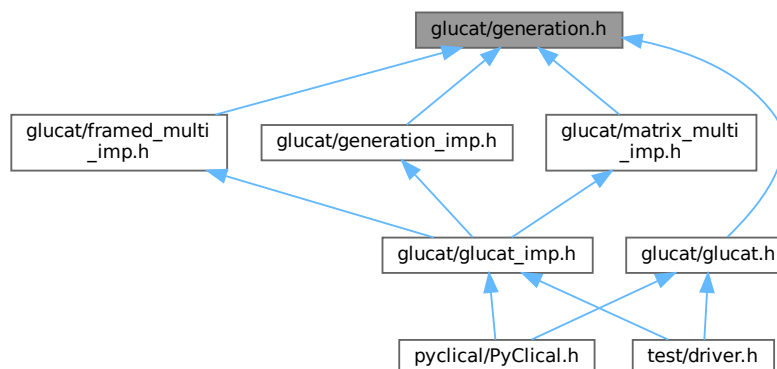 glucat/generation.h
glucat/framed_multi
_imp.h
glucat/generation_imp.h
glucat/matrix_multi
_imp.h
glucat/glucat_imp.h
glucat/glucat.h
pyclical/PyClical.h
test/driver.h